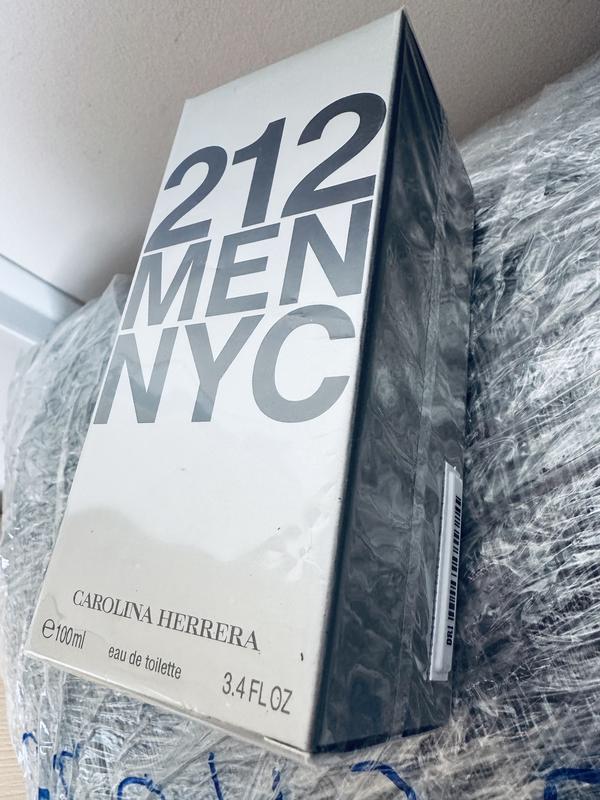 212
MEN
NYC
CAROLINA HERRERA
℮100ml eau de toilette 3.4 FL OZ